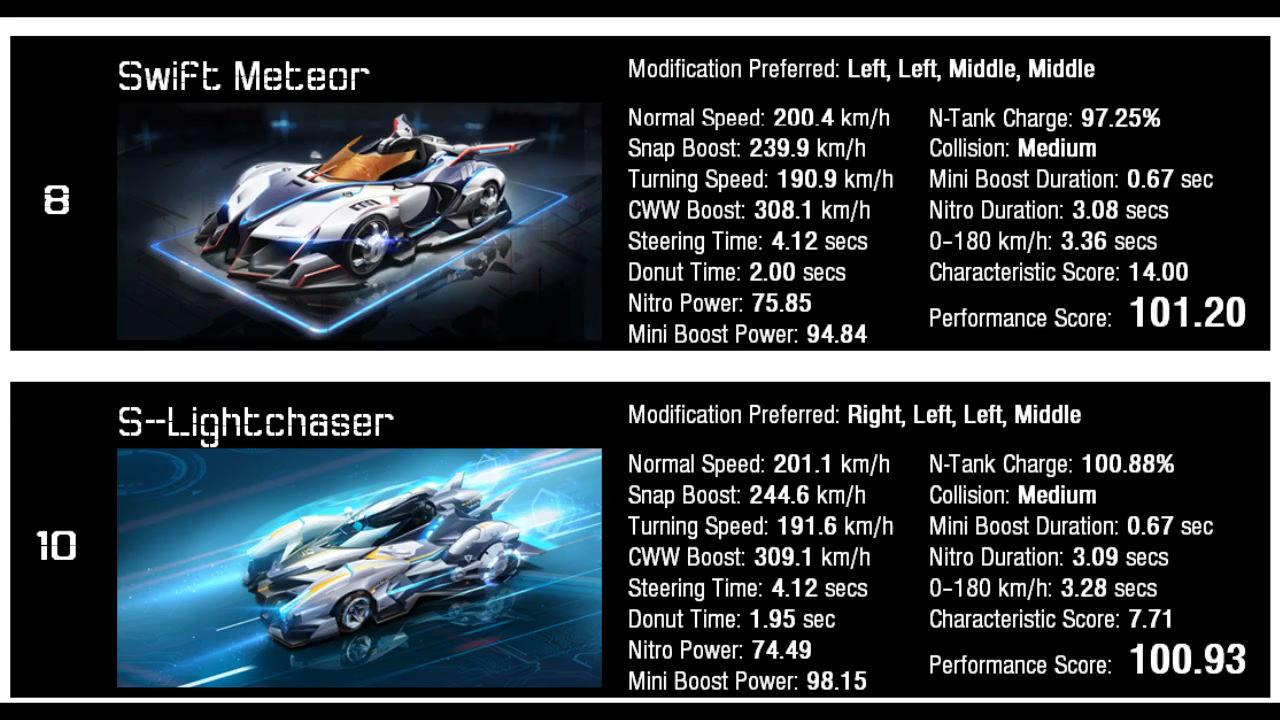 8
Swift Meteor
Modification Preferred: Left, Left, Middle, Middle
Normal Speed: 200.4 km/h
Snap Boost: 239.9 km/h
Turning Speed: 190.9 km/h
CWW Boost: 308.1 km/h
Steering Time: 4.12 secs
Donut Time: 2.00 secs
Nitro Power: 75.85
Mini Boost Power: 94.84
N-Tank Charge: 97.25%
Collision: Medium
Mini Boost Duration: 0.67 sec
Nitro Duration: 3.08 secs
0-180 km/h: 3.36 secs
Characteristic Score: 14.00
Performance Score: 101.20
10
S-Lightchaser
Modification Preferred: Right, Left, Left, Middle
Normal Speed: 201.1 km/h
Snap Boost: 244.6 km/h
Turning Speed: 191.6 km/h
CWW Boost: 309.1 km/h
Steering Time: 4.12 secs
Donut Time: 1.95 sec
Nitro Power: 74.49
Mini Boost Power: 98.15
N-Tank Charge: 100.88%
Collision: Medium
Mini Boost Duration: 0.67 sec
Nitro Duration: 3.09 secs
0-180 km/h: 3.28 secs
Characteristic Score: 7.71
Performance Score: 100.93